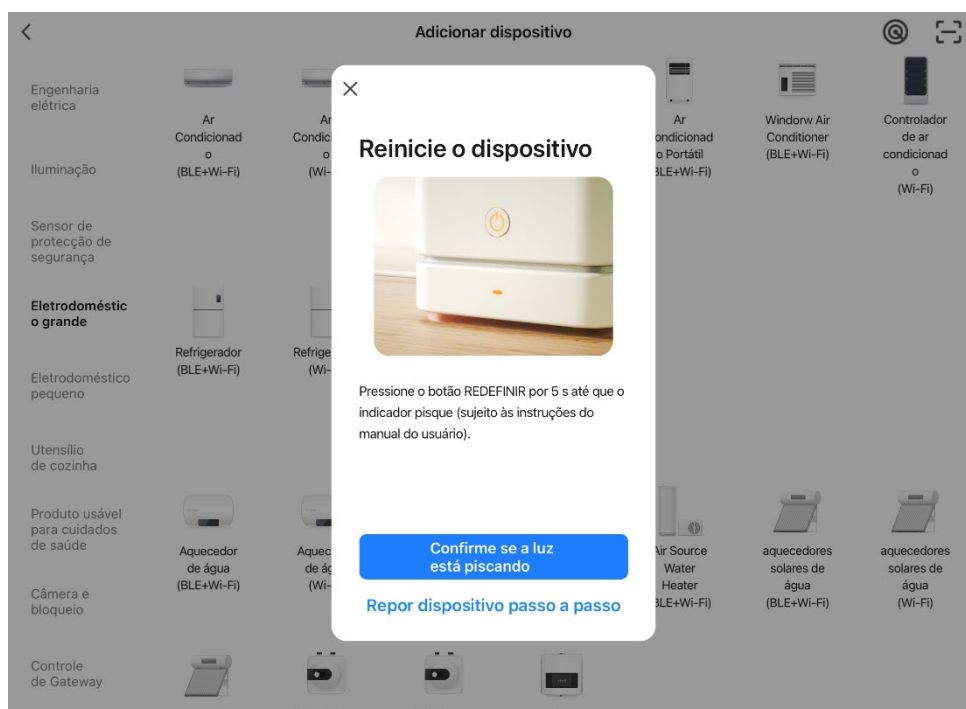 Adicionar dispositivo
Engenharia
elétrica
Iluminação
Sensor de
protecção de
segurança
Eletrodoméstic
o grande
Eletrodoméstico
pequeno
Utensílio
de cozinha
Produto usável
para cuidados
de saúde
Câmera e
bloqueio
Controle
de Gateway
Ar
Condicionad
o
(BLE+Wi-Fi)
Ar
Condic
o
(Wi-
Reinicie o dispositivo
Pressione o botão REDEFINIR por 5 s até que o
indicador pisque (sujeito às instruções do
manual do usuário).
Confirme se a luz
está piscando
Repor dispositivo passo a passo
Ar
ondicionad
o Portátil
BLE+Wi-Fi)
Windorw Air
Conditioner
(BLE+Wi-Fi)
Controlador
de ar
condicionad
o
(Wi-Fi)
Refrigerador
(BLE+Wi-Fi)
Refrige
(Wi-
Aquecedor
de água
(BLE+Wi-Fi)
Aquec
de ág
(Wi-
Air Source
Water
Heater
BLE+Wi-Fi)
aquecedores
solares de
água
(BLE+Wi-Fi)
aquecedores
solares de
água
(Wi-Fi)